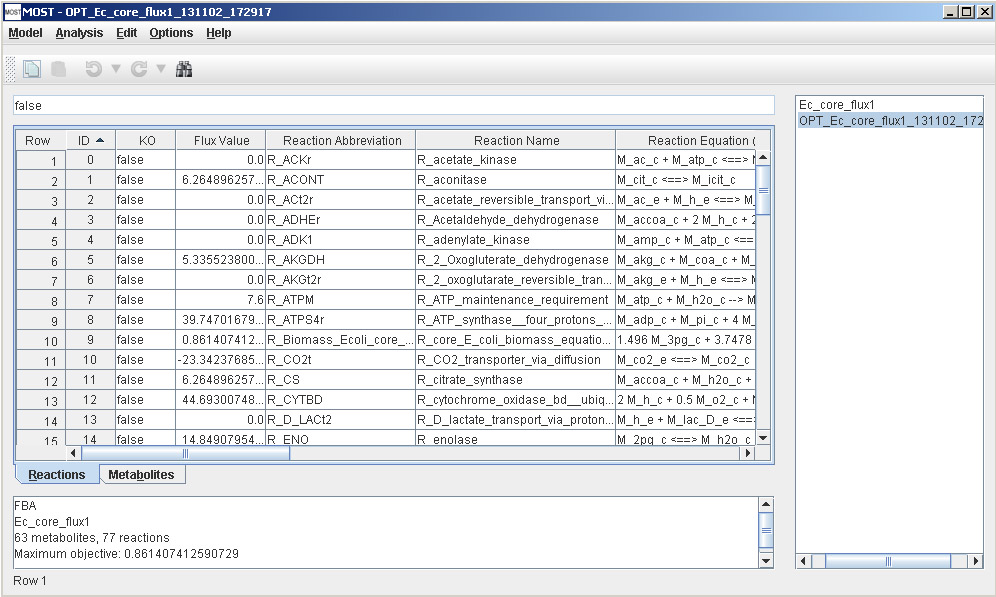 MOST MOST - OPT_Ec_core_flux1_131102_172917
Model Analysis Edit Options Help
false
Row ID KO Flux Value Reaction Abbreviation Reaction Name Reaction Equation (
1 0 false 0.0 R_ACKr R_acetate_kinase M_ac_c + M_atp_c <==> M
2 1 false 6.264896257... R_ACONT R_aconitase M_cit_c <==> M_icit_c
3 2 false 0.0 R_ACt2r R_acetate_reversible_transport_vi... M_ac_e + M_h_e <==> M_
4 3 false 0.0 R_ADHEr R_Acetaldehyde_dehydrogenase M_accoa_c + 2 M_h_c + 2
5 4 false 0.0 R_ADK1 R_adenylate_kinase M_amp_c + M_atp_c <==
6 5 false 5.335523800... R_AKGDH R_2_Oxogluterate_dehydrogenase M_akg_c + M_coa_c + M_
7 6 false 0.0 R_AKGt2r R_2_oxoglutarate_reversible_tran... M_akg_e + M_h_e <==> M
8 7 false 7.6 R_ATPM R_ATP_maintenance_requirement M_atp_c + M_h2o_c --> M
9 8 false 39.74701679... R_ATPS4r R_ATP_synthase__four_protons_... M_adp_c + M_pi_c + 4 M_
10 9 false 0.861407412... R_Biomass_Ecoli_core_... R_core_E_coli_biomass_equatio... 1.496 M_3pg_c + 3.7478
11 10 false -23.34237685... R_CO2t R_CO2_transporter_via_diffusion M_co2_e <==> M_co2_c
12 11 false 6.264896257... R_CS R_citrate_synthase M_accoa_c + M_h2o_c +
13 12 false 44.69300748... R_CYTBD R_cytochrome_oxidase_bd__ubiq... 2 M_h_c + 0.5 M_o2_c + M
14 13 false 0.0 R_D_LACt2 R_D_lactate_transport_via_proton... M_h_e + M_lac_D_e <==>
15 14 false 14.84907954... R_ENO R_enolase M_2pg_c <==> M_h2o_c
Reactions Metabolites
FBA
Ec_core_flux1
63 metabolites, 77 reactions
Maximum objective: 0.861407412590729
Row 1
Ec_core_flux1
OPT_Ec_core_flux1_131102_172